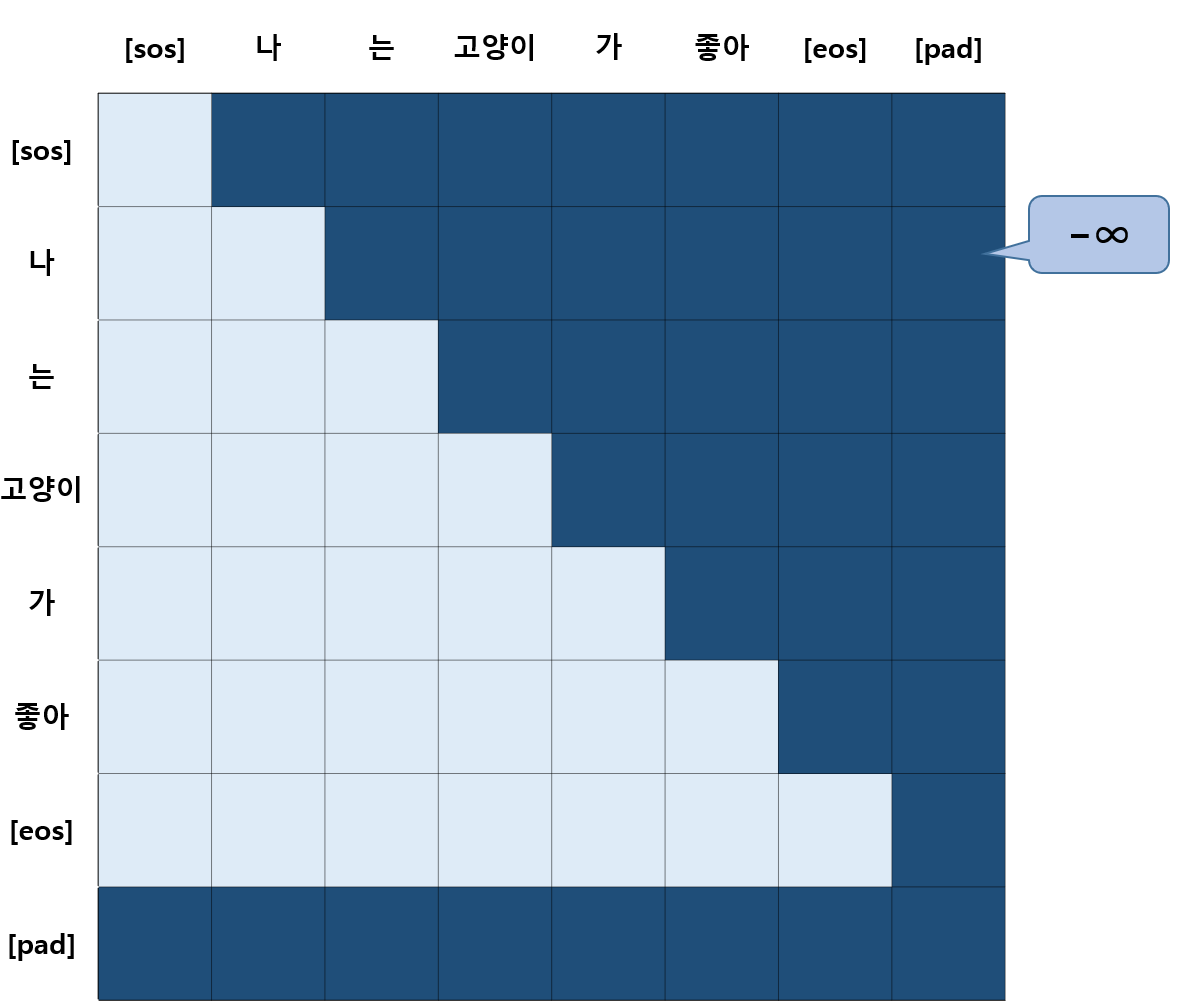 [sos] 나 는 고양이 가 좋아 [eos] [pad]
[sos]
－∞
나
는
고양이
가
좋아
[eos]
[pad]